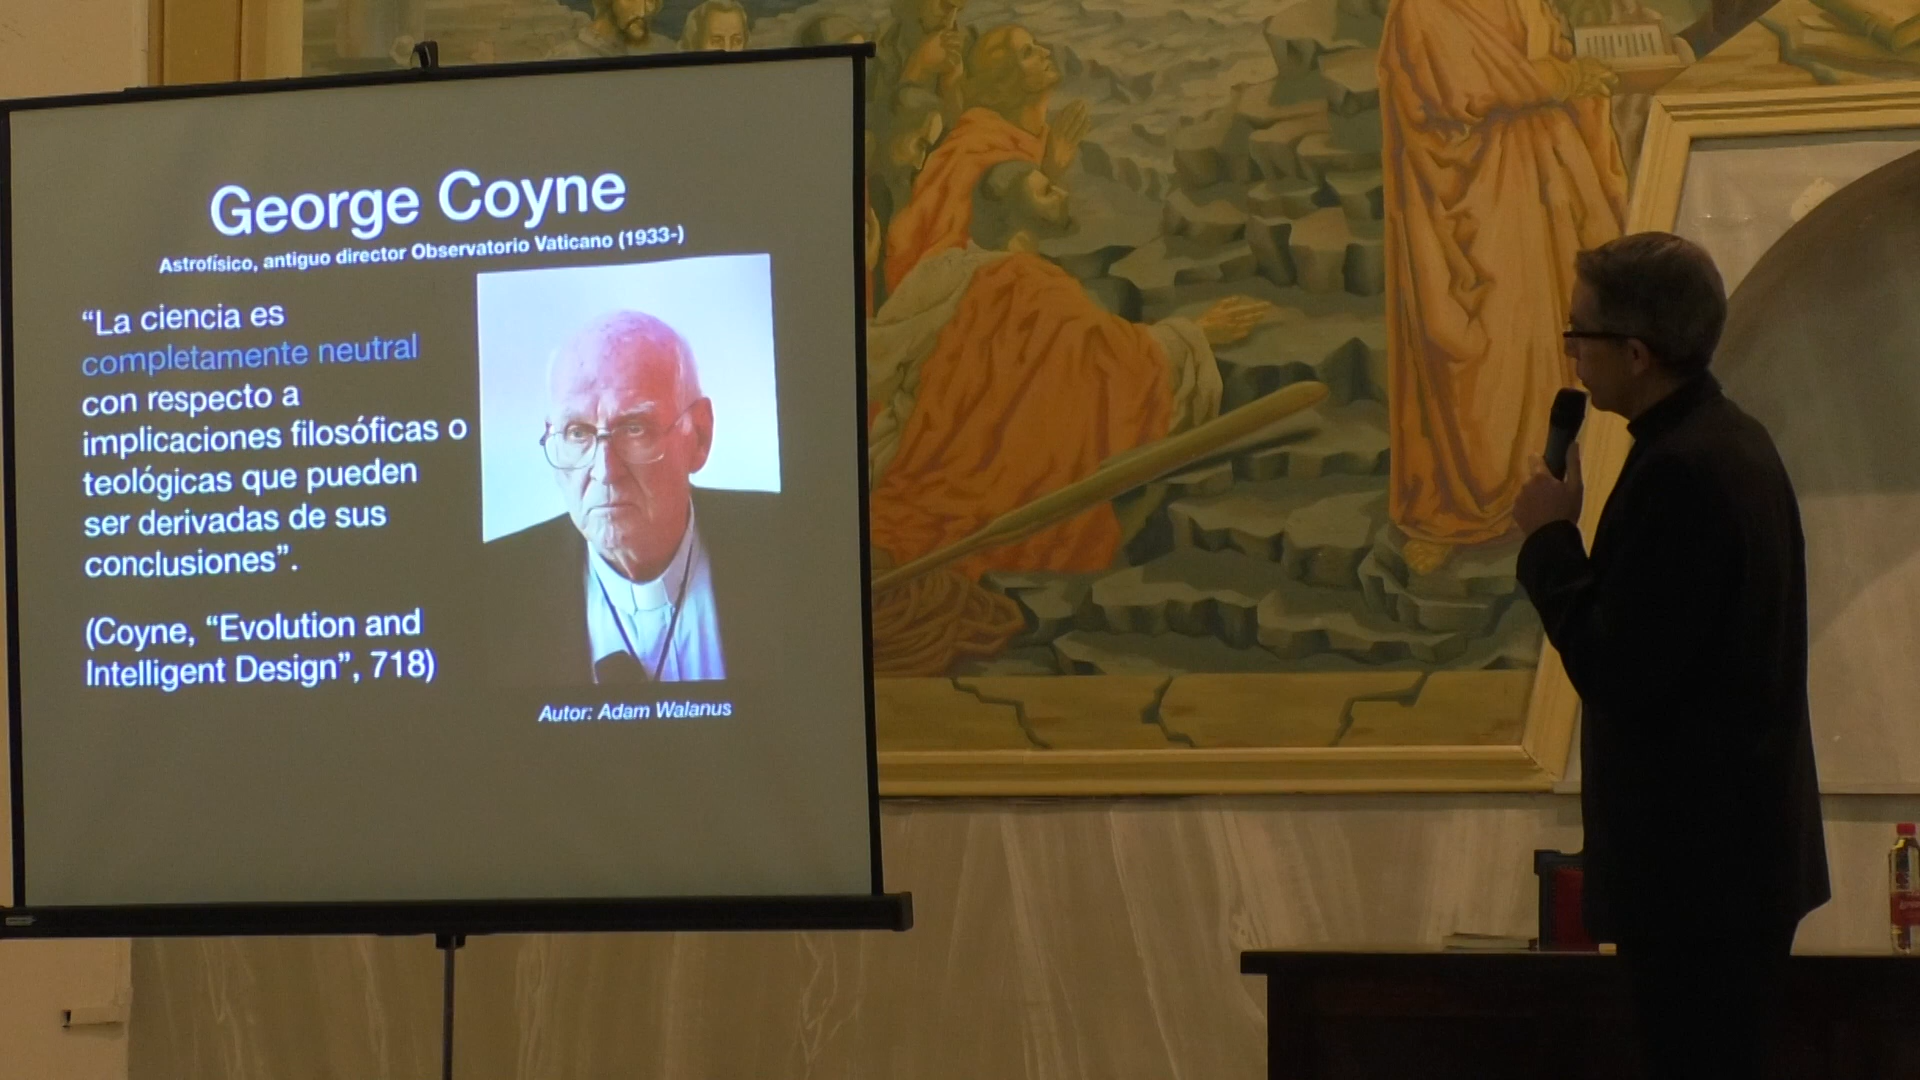 George Coyne
Astrofísico, antiguo director Observatorio Vaticano (1933-)
“La ciencia es
completamente neutral
con respecto a
implicaciones filosóficas o
teológicas que pueden
ser derivadas de sus
conclusiones”.
(Coyne, “Evolution and
Intelligent Design”, 718)
Autor: Adam Walanus